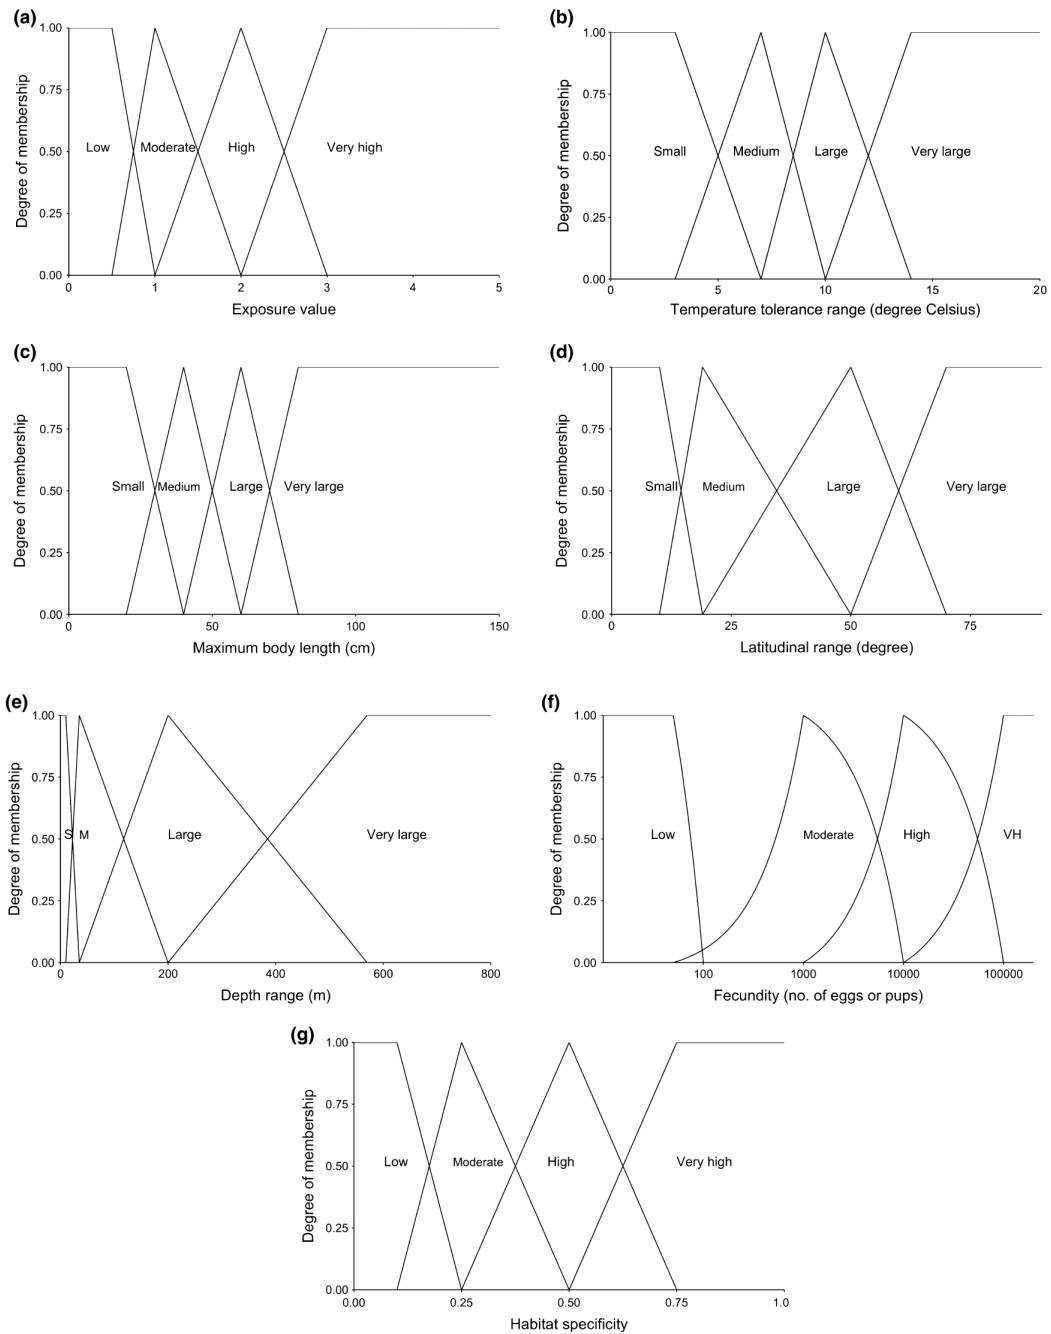 (a)
Degree of membership
1.00
0.75
0.50
0.25
0.00
Low
Moderate
High
Very high
0 1 2 3 4 5
Exposure value
(b)
Degree of membership
1.00
0.75
0.50
0.25
0.00
Small
Medium
Large
Very large
0 5 10 15 20
Temperature tolerance range (degree Celsius)
(c)
Degree of membership
1.00
0.75
0.50
0.25
0.00
Small
Medium
Large
Very large
0 50 100 150
Maximum body length (cm)
(d)
Degree of membership
1.00
0.75
0.50
0.25
0.00
Small
Medium
Large
Very large
0 25 50 75
Latitudinal range (degree)
(e)
Degree of membership
1.00
0.75
0.50
0.25
0.00
S
M
Large
Very large
0 200 400 600 800
Depth range (m)
(f)
Degree of membership
1.00
0.75
0.50
0.25
0.00
Low
Moderate
High
VH
100 1000 10000 100000
Fecundity (no. of eggs or pups)
(g)
Degree of membership
1.00
0.75
0.50
0.25
0.00
Low
Moderate
High
Very high
0.00 0.25 0.50 0.75 1.0
Habitat specificity